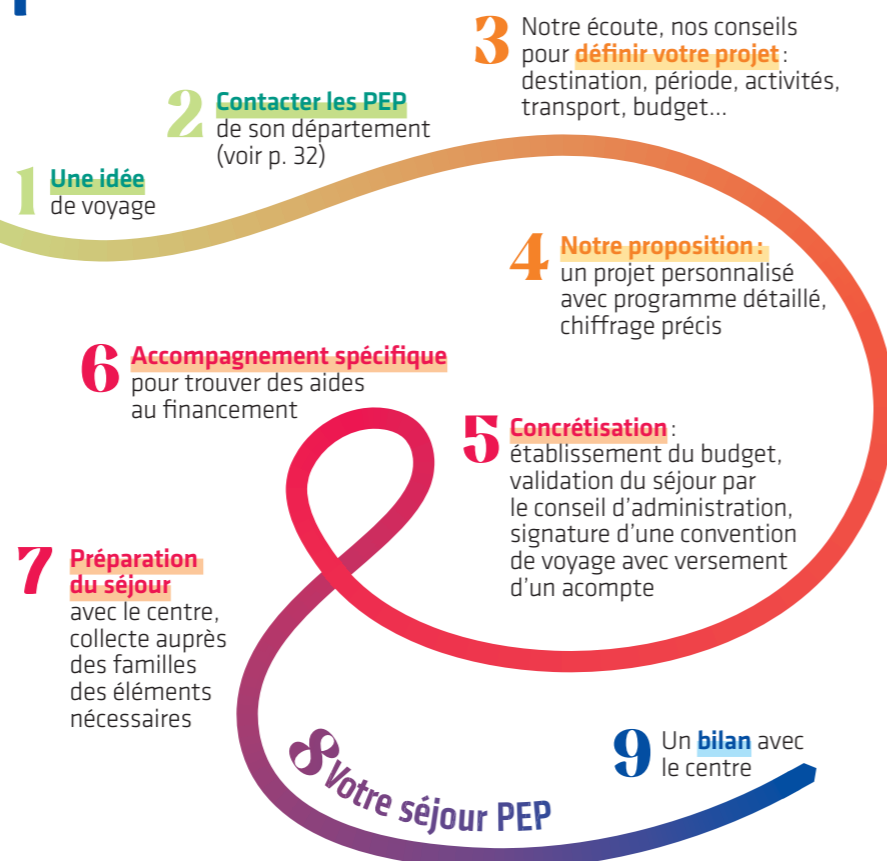 1 Une idée
de voyage
2 Contacter les PEP
de son département
(voir p. 32)
3 Notre écoute, nos conseils
pour définir votre projet :
destination, période, activités,
transport, budget...
4 Notre proposition :
un projet personnalisé
avec programme détaillé,
chiffrage précis
5 Concrétisation :
établissement du budget,
validation du séjour par
le conseil d'administration,
signature d'une convention
de voyage avec versement
d'un acompte
6 Accompagnement spécifique
pour trouver des aides
au financement
7 Préparation
du séjour
avec le centre,
collecte auprès
des familles
des éléments
nécessaires
8 Votre séjour PEP
9 Un bilan avec
le centre